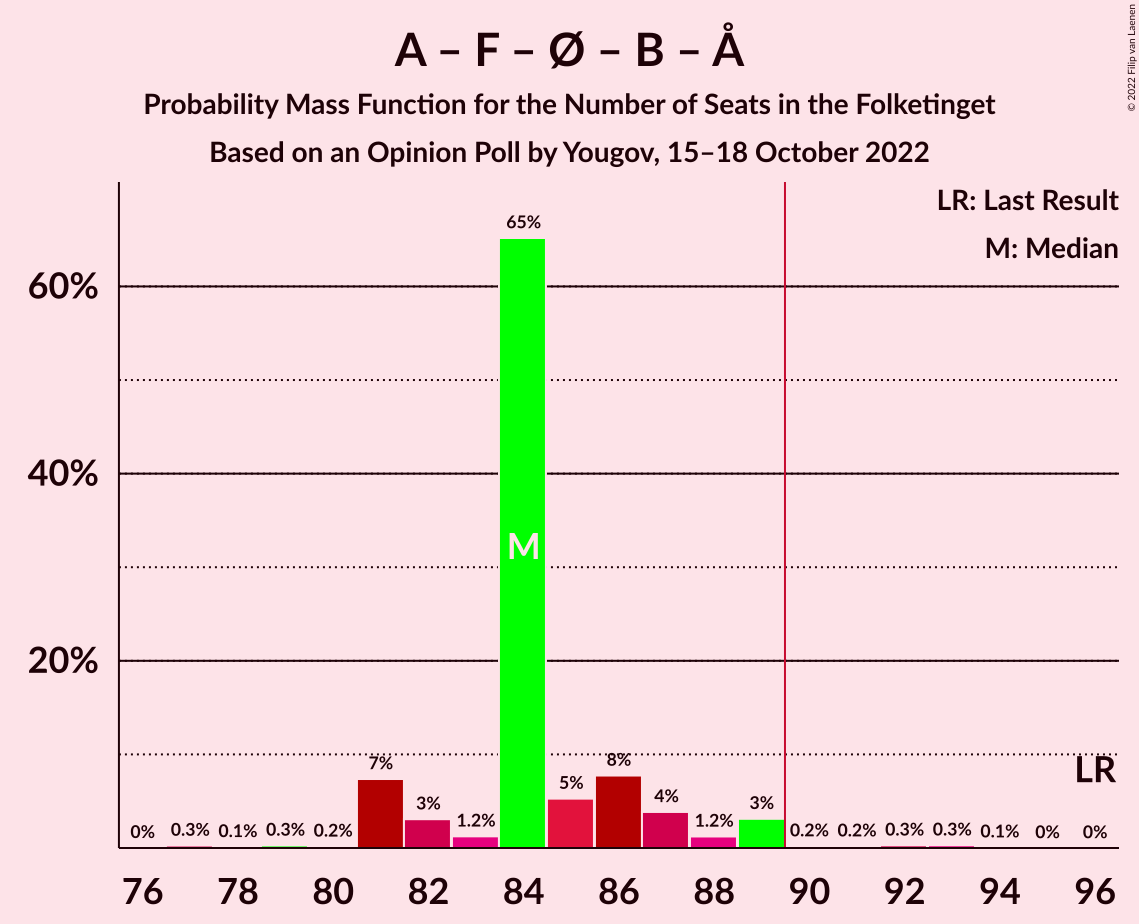 A – F – Ø – B – Å
Probability Mass Function for the Number of Seats in the Folketinget
Based on an Opinion Poll by Yougov, 15–18 October 2022
© 2022 Filip van Laenen
LR: Last Result
M: Median
60%
40%
20%
0%
0.3%
0.1%
0.3%
0.2%
7%
3%
1.2%
65%
M
5%
8%
4%
1.2%
3%
0.2%
0.2%
0.3%
0.3%
0.1%
0%
0%
LR
76 78 80 82 84 86 88 90 92 94 96